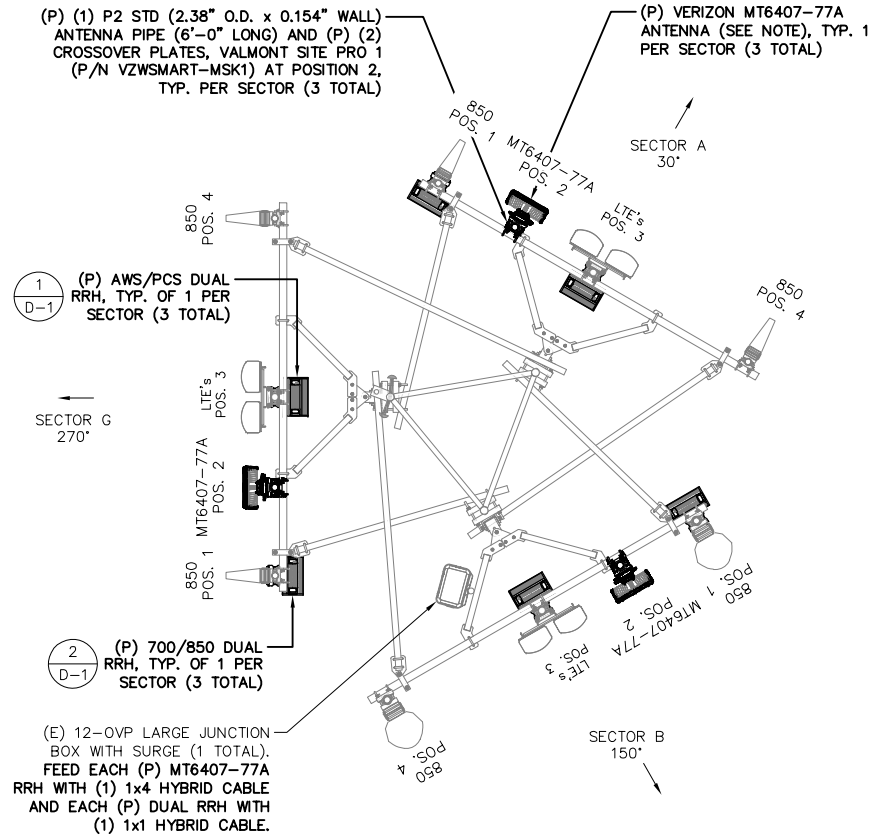 (P) (1) P2 STD (2.38" O.D. x 0.154" WALL)
ANTENNA PIPE (6'-0" LONG) AND (P) (2)
CROSSOVER PLATES, VALMONT SITE PRO 1
(P/N VZWSMART-MSK1) AT POSITION 2,
TYP. PER SECTOR (3 TOTAL)
(P) VERIZON MT6407-77A
ANTENNA (SEE NOTE), TYP. 1
PER SECTOR (3 TOTAL)
SECTOR A
30°
850
POS. 1
MT6407-77A
POS. 2
LTE's
POS. 3
850
POS. 4
850
POS. 4
1
D-1
(P) AWS/PCS DUAL
RRH, TYP. OF 1 PER
SECTOR (3 TOTAL)
LTE's
POS. 3
SECTOR G
270°
MT6407-77A
POS. 2
850
POS. 1
850
POS. 1
MT6407-77A
POS. 2
LTE's
POS. 3
850
POS. 4
2
D-1
(P) 700/850 DUAL
RRH, TYP. OF 1 PER
SECTOR (3 TOTAL)
(E) 12-OVP LARGE JUNCTION
BOX WITH SURGE (1 TOTAL).
FEED EACH (P) MT6407-77A
RRH WITH (1) 1x4 HYBRID CABLE
AND EACH (P) DUAL RRH WITH
(1) 1x1 HYBRID CABLE.
SECTOR B
150°